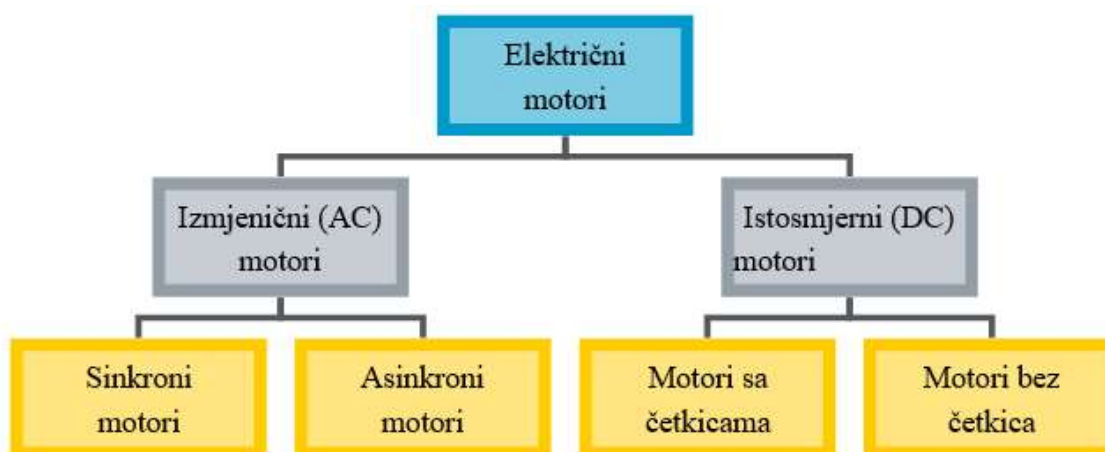 Električni
motori
Izmjenični (AC)
motori
Istosmjerni (DC)
motori
Sinkroni
motori
Asinkroni
motori
Motori sa
četkicama
Motori bez
četkica